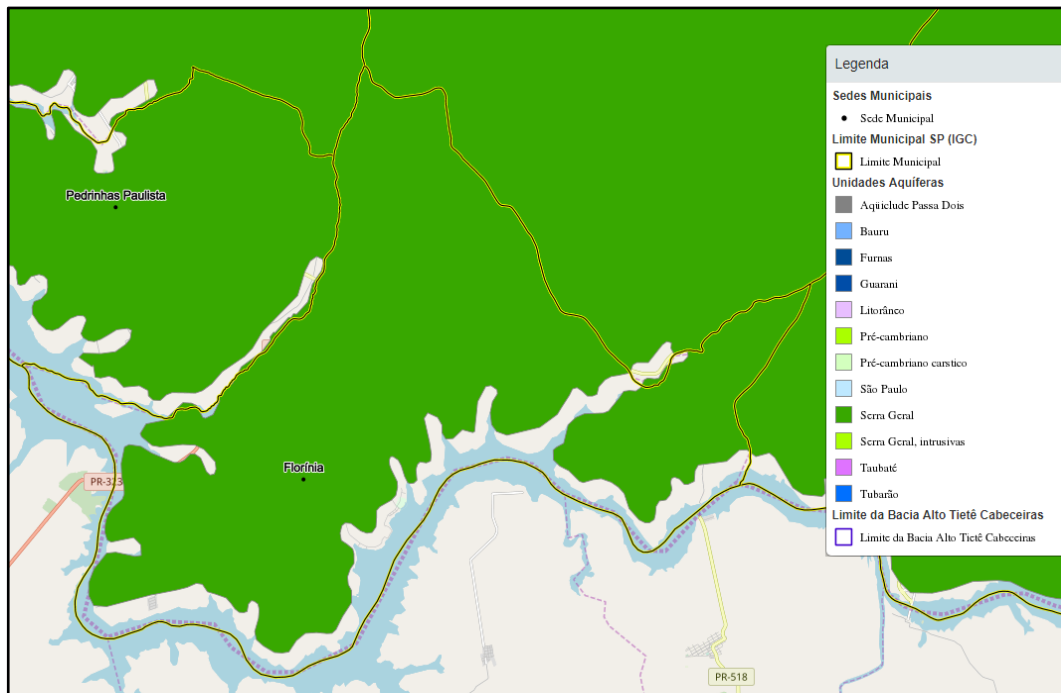 Legenda
Sedes Municipais
Sede Municipal
Limite Municipal SP (IGC)
Limite Municipal
Unidades Aquíferas
Aqüiclude Passa Dois
Bauru
Furnas
Guarani
Litorâneo
Pré-cambriano
Pré-cambriano carstico
São Paulo
Serra Geral
Serra Geral, intrusivas
Taubaté
Tubarão
Limite da Bacia Alto Tietê Cabeceiras
Limite da Bacia Alto Tietê Cabeceiras
Pedrinhas Paulista
Florínia
PR-323
PR-518